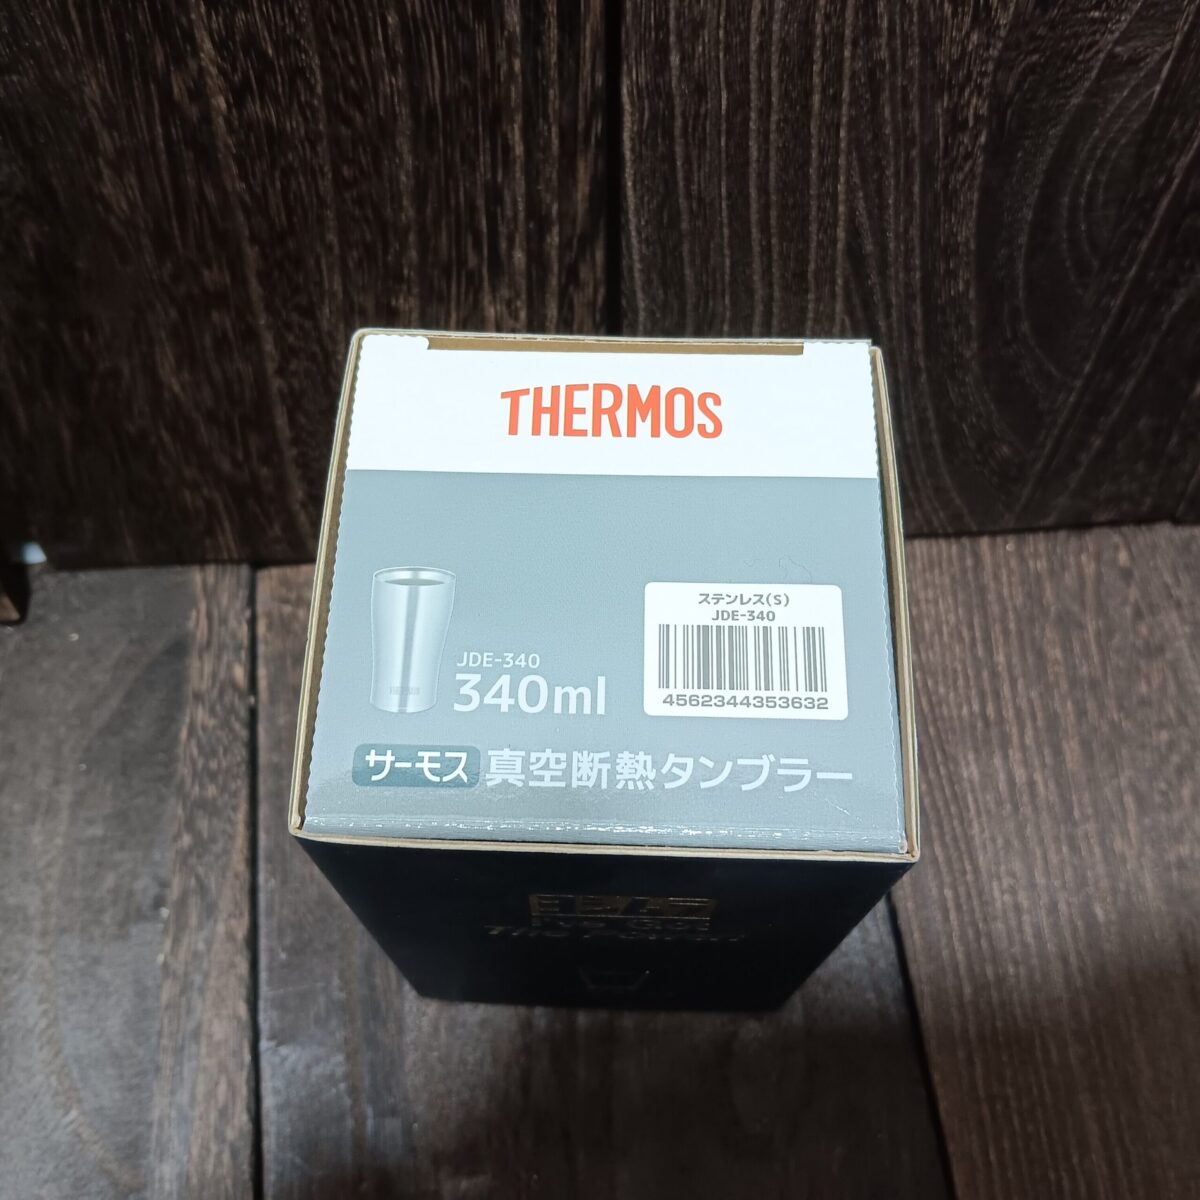 THERMOS
ステンレス(S)
JDE-340
4562344353632
JDE-340
340ml
サーモス 真空断熱タンブラー
THERMOS